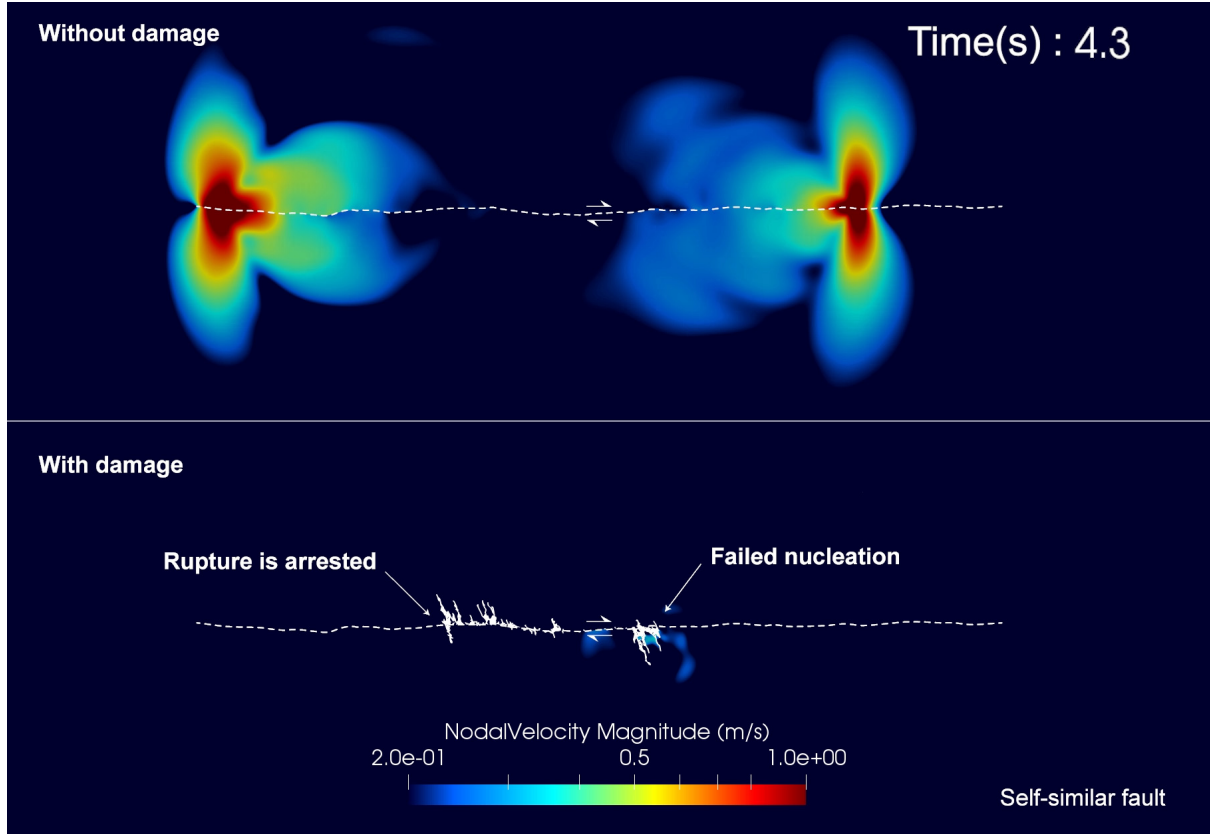 Without damage
Time(s) : 4.3
With damage
Rupture is arrested
Failed nucleation
NodalVelocity Magnitude (m/s)
2.0e-01 0.5 1.0e+00
Self-similar fault